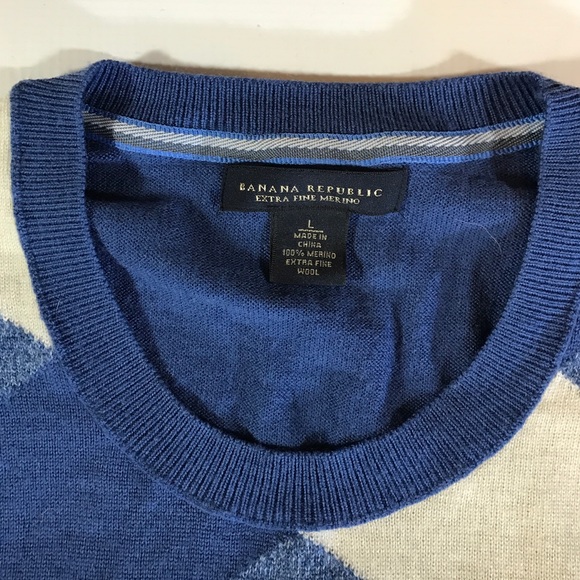 BANANA REPUBLIC
EXTRA FINE MERINO
L
MADE IN
CHINA
100% MERINO
EXTRA FINE
WOOL